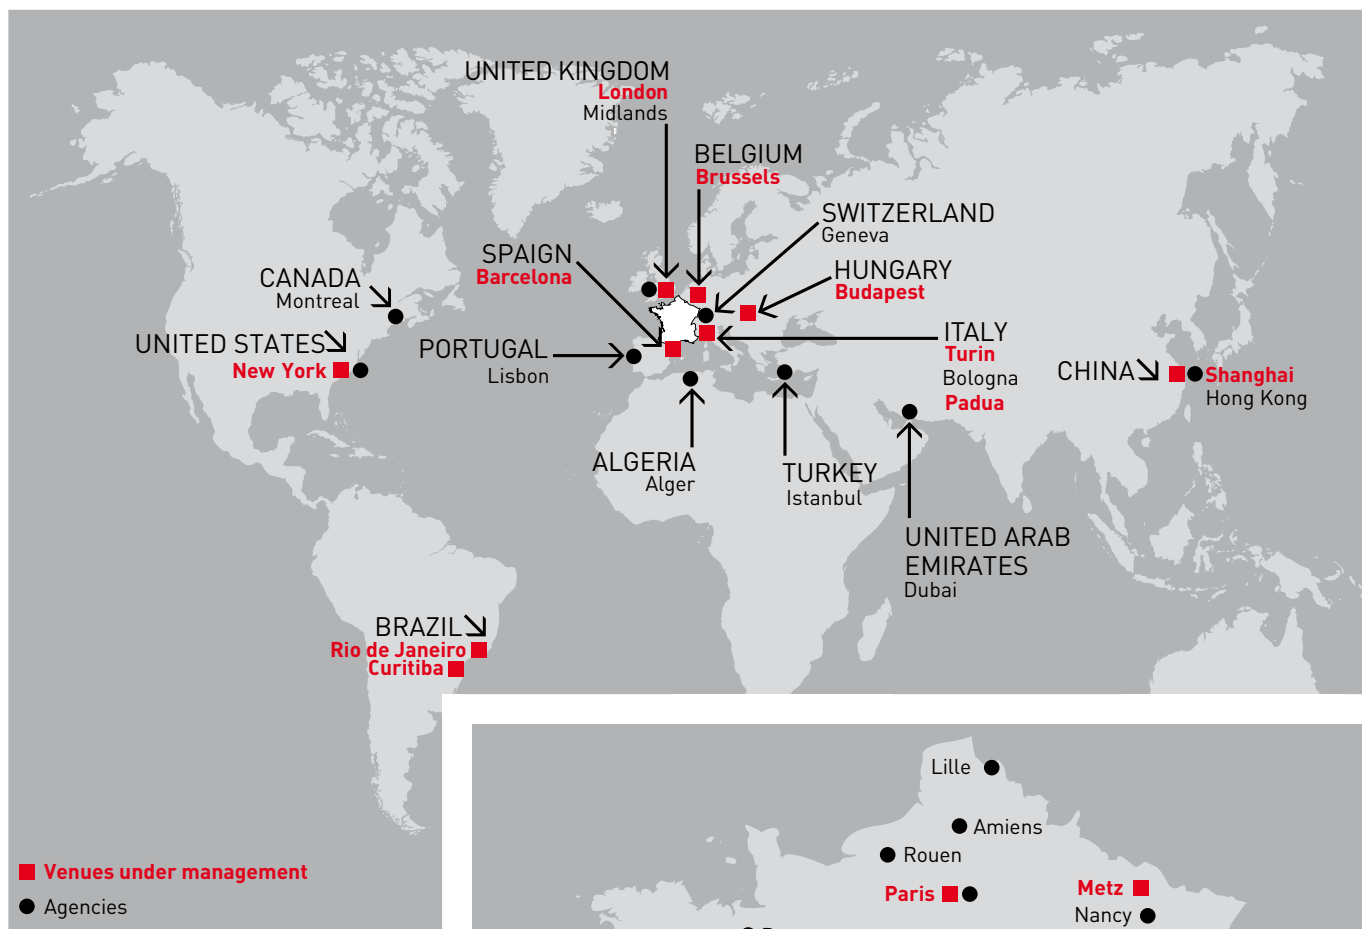 UNITED KINGDOM
London
Midlands
BELGIUM
Brussels
SWITZERLAND
Geneva
SPAIGN
Barcelona
HUNGARY
Budapest
CANADA
Montreal
UNITED STATES
New York
PORTUGAL
Lisbon
ITALY
Turin
Bologna
Padua
CHINA
Shanghai
Hong Kong
ALGERIA
Alger
TURKEY
Istanbul
UNITED ARAB
EMIRATES
Dubai
BRAZIL
Rio de Janeiro
Curitiba
Venues under management
Agencies
Lille
Amiens
Rouen
Paris
Metz
Nancy